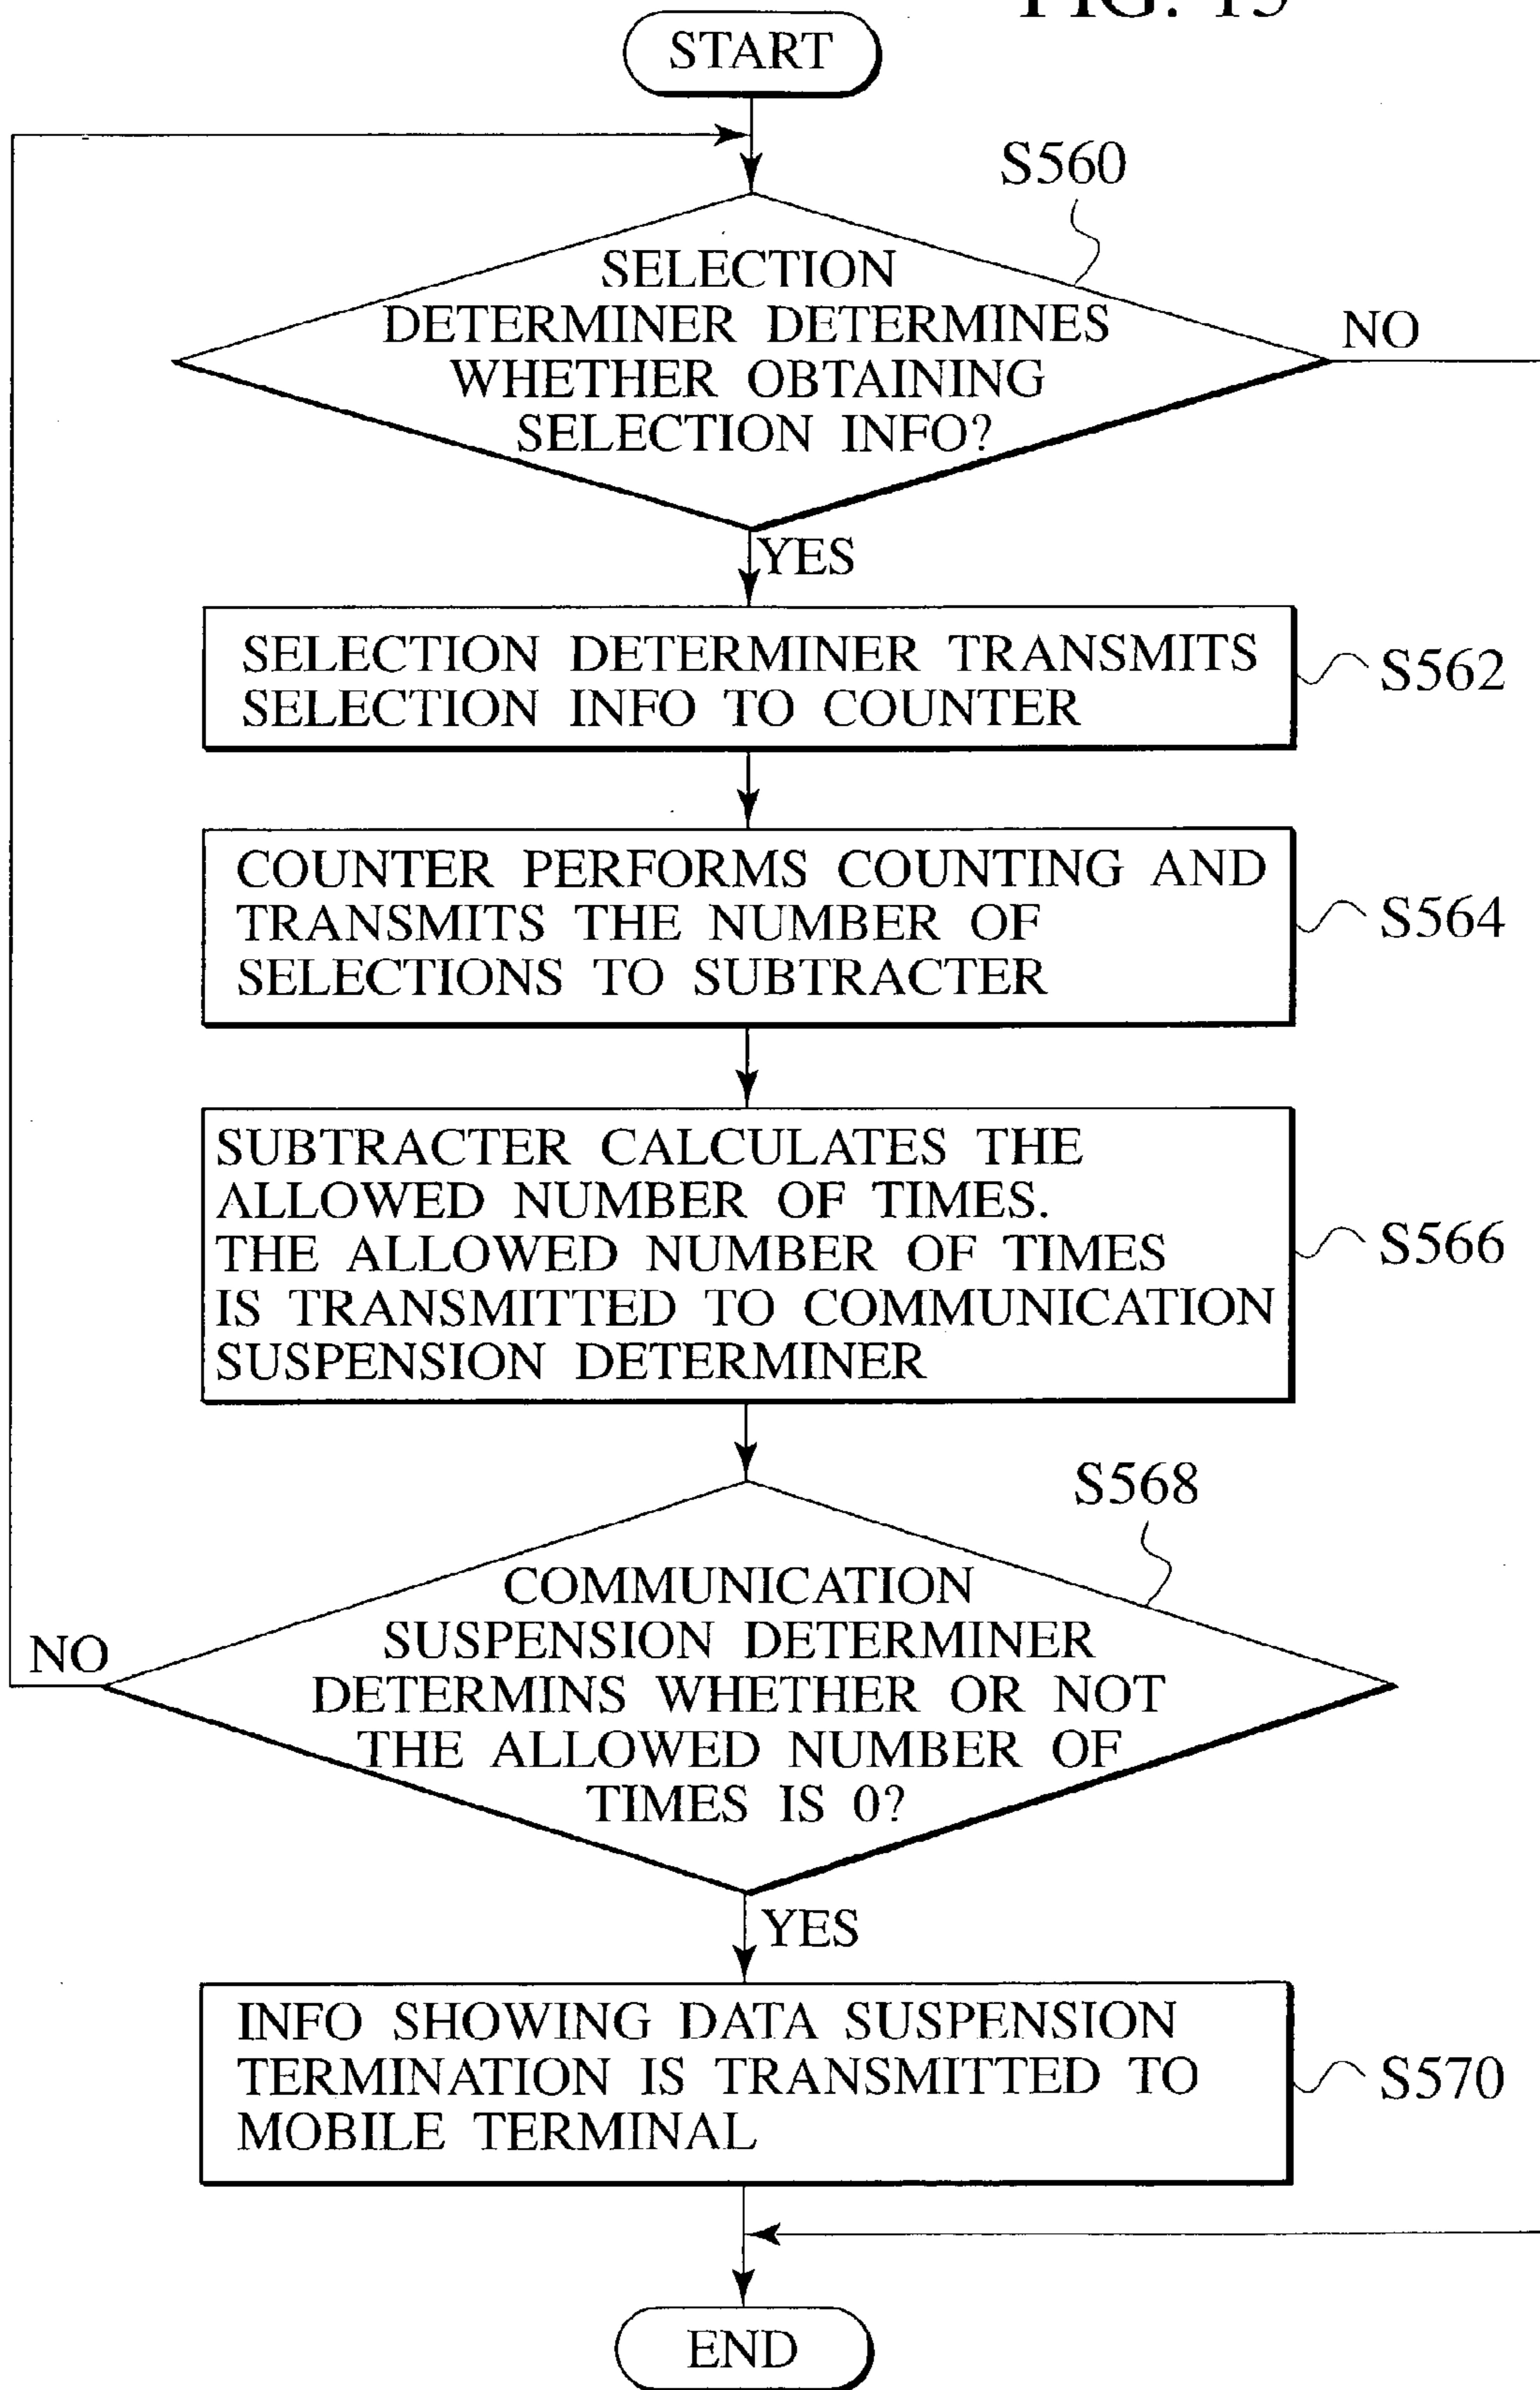 FIG. 15
START
S560
SELECTION
DETERMINER DETERMINES
WHETHER OBTAINING
SELECTION INFO?
NO
YES
SELECTION DETERMINER TRANSMITS
SELECTION INFO TO COUNTER
S562
COUNTER PERFORMS COUNTING AND
TRANSMITS THE NUMBER OF
SELECTIONS TO SUBTRACTER
S564
SUBTRACTER CALCULATES THE
ALLOWED NUMBER OF TIMES.
THE ALLOWED NUMBER OF TIMES
IS TRANSMITTED TO COMMUNICATION
SUSPENSION DETERMINER
S566
S568
COMMUNICATION
SUSPENSION DETERMINER
DETERMINS WHETHER OR NOT
THE ALLOWED NUMBER OF
TIMES IS 0?
NO
YES
INFO SHOWING DATA SUSPENSION
TERMINATION IS TRANSMITTED TO
MOBILE TERMINAL
S570
END